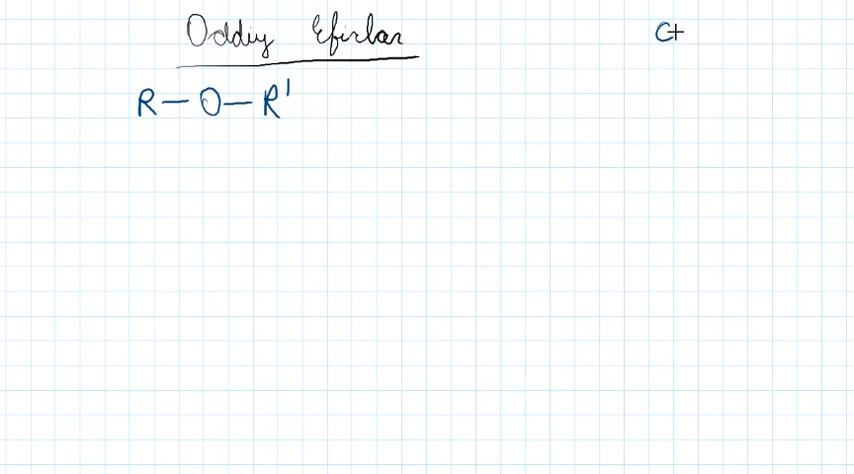 Oddiy Efirlar
R — O — R'